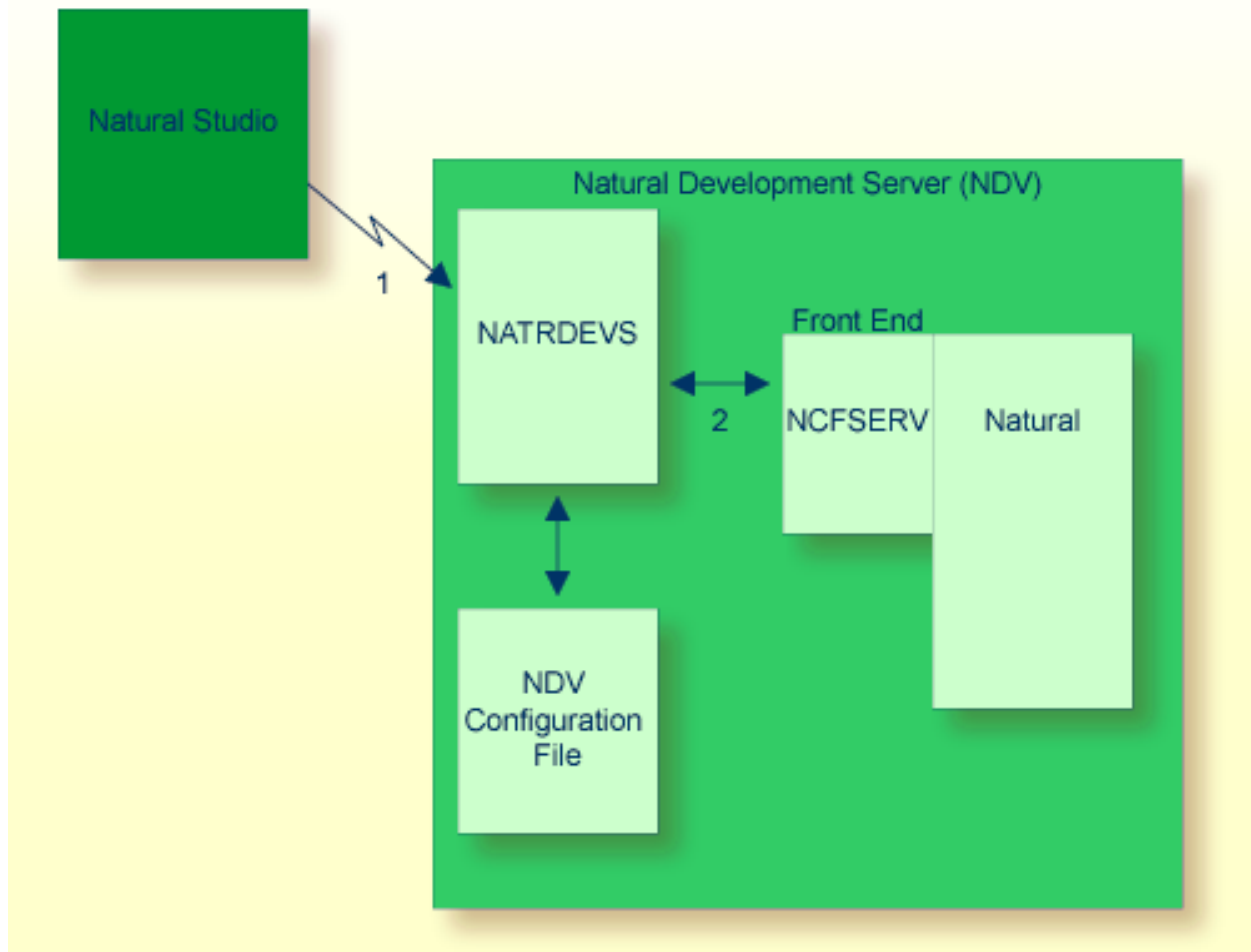 Natural Studio
Natural Development Server (NDV)
1
NATRDEVS
Front End
2
NCFSERV
Natural
NDV
Configuration
File